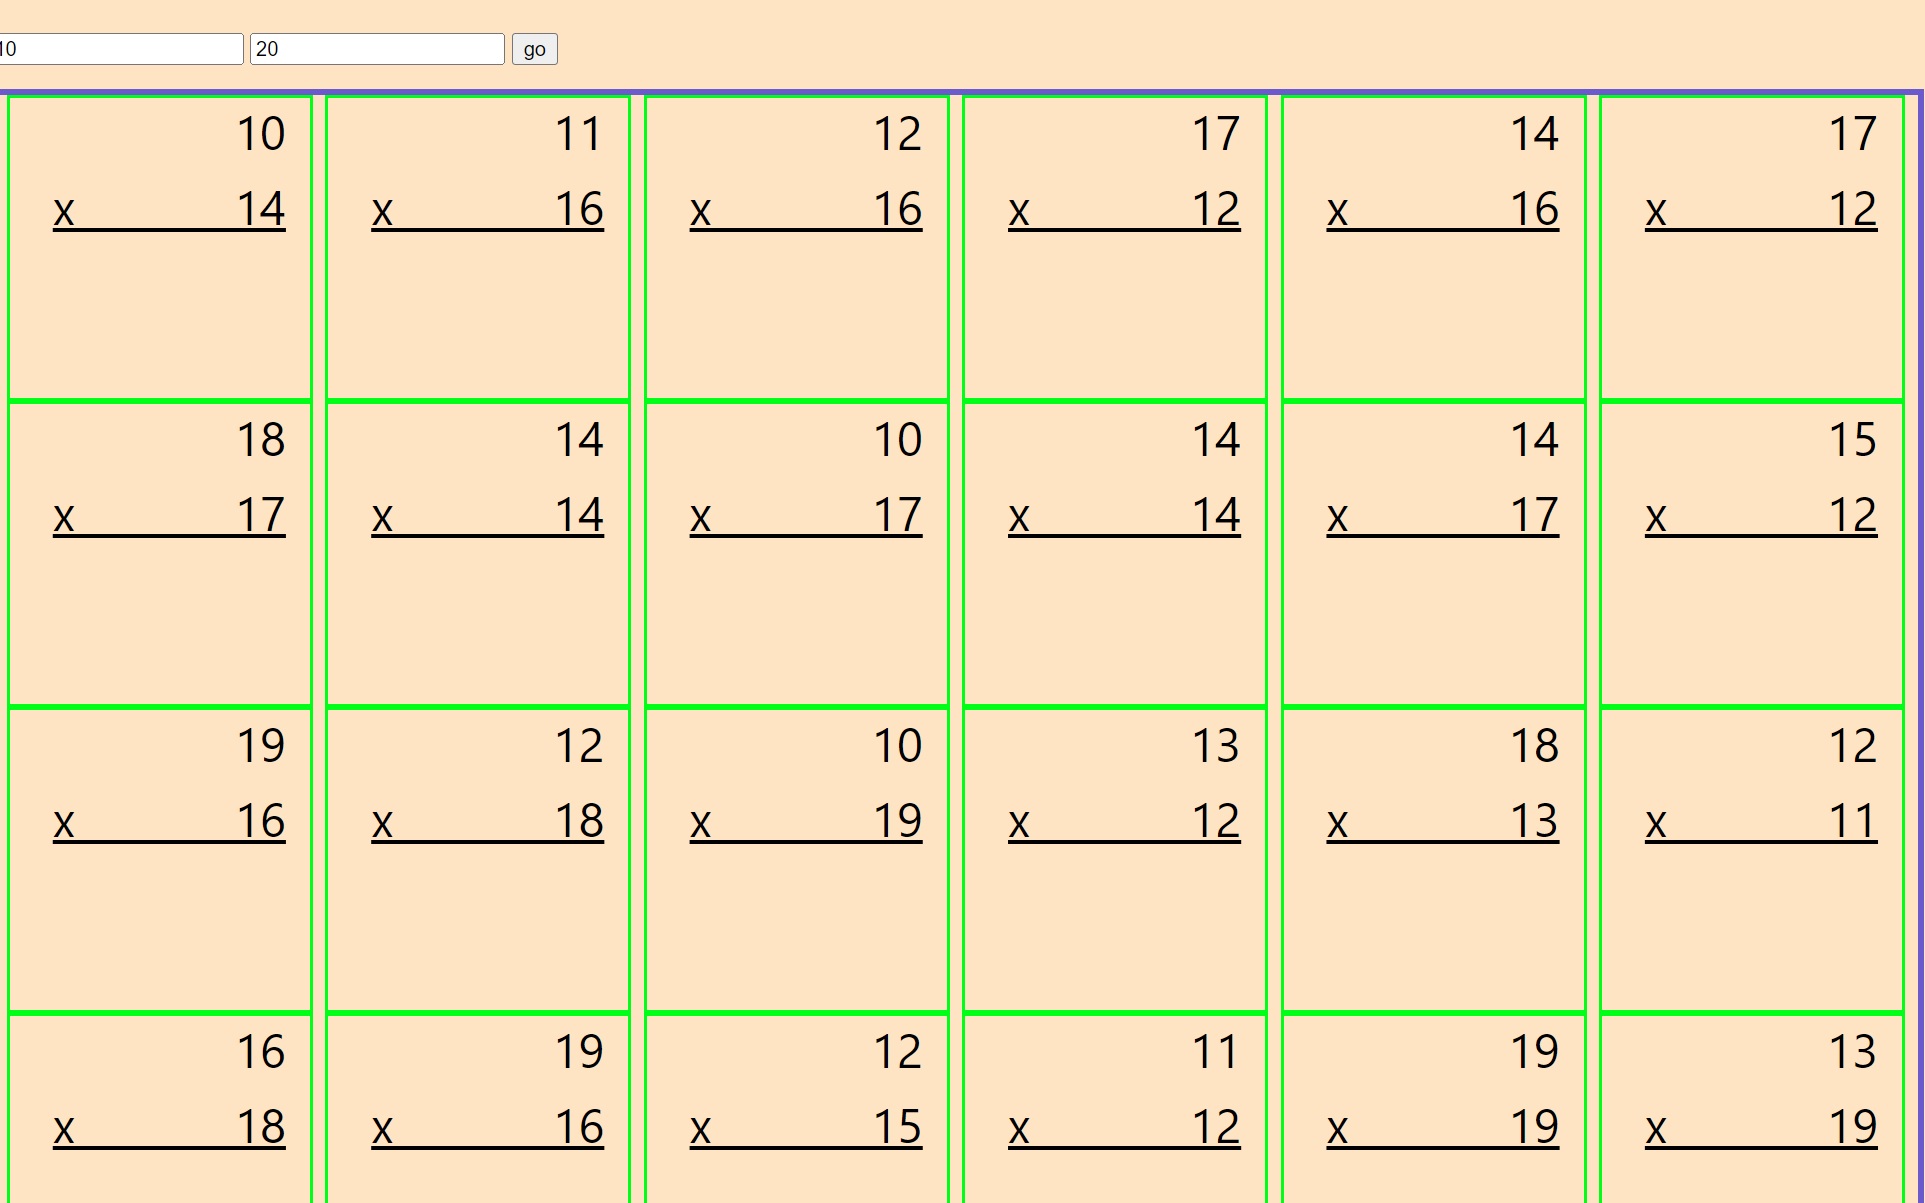 10 20 go
10 11 12 17 14 17
x 14 x 16 x 16 x 12 x 16 x 12
18 14 10 14 14 15
x 17 x 14 x 17 x 14 x 17 x 12
19 12 10 13 18 12
x 16 x 18 x 19 x 12 x 13 x 11
16 19 12 11 19 13
x 18 x 16 x 15 x 12 x 19 x 19